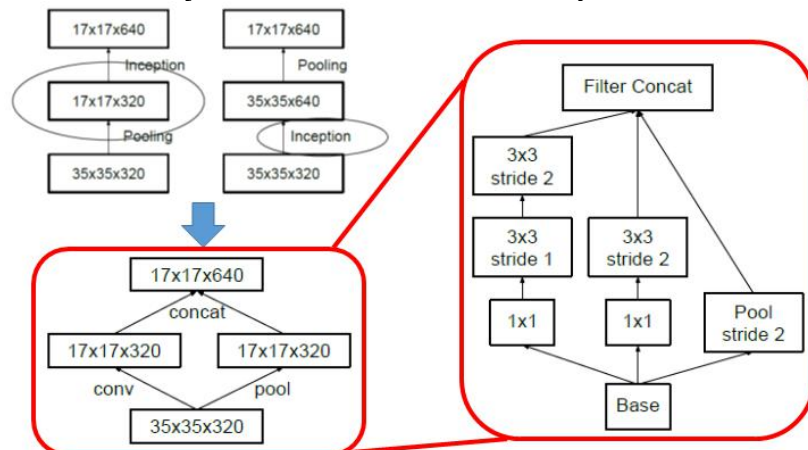 17x17x640
Inception
17x17x320
Pooling
35x35x320
17x17x640
Pooling
35x35x640
Inception
35x35x320
17x17x640
concat
17x17x320
17x17x320
conv
pool
35x35x320
Filter Concat
3x3
stride 2
3x3
stride 1
3x3
stride 2
1x1
1x1
Pool
stride 2
Base